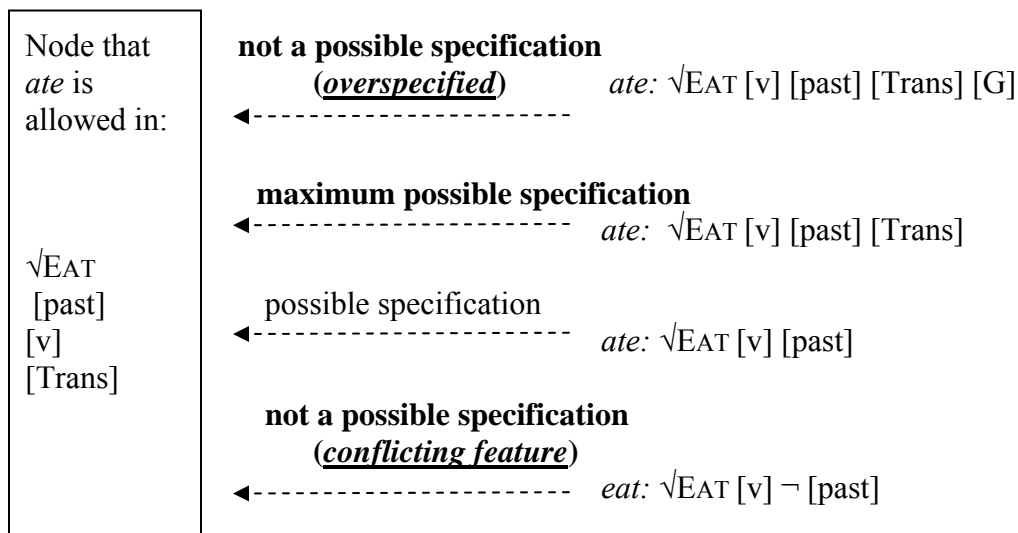 Node that
ate is
allowed in:
√EAT
[past]
[v]
[Trans]
not a possible specification
(overspecified)
ate: √EAT [v] [past] [Trans] [G]
maximum possible specification
ate: √EAT [v] [past] [Trans]
possible specification
ate: √EAT [v] [past]
not a possible specification
(conflicting feature)
eat: √EAT [v] ¬ [past]